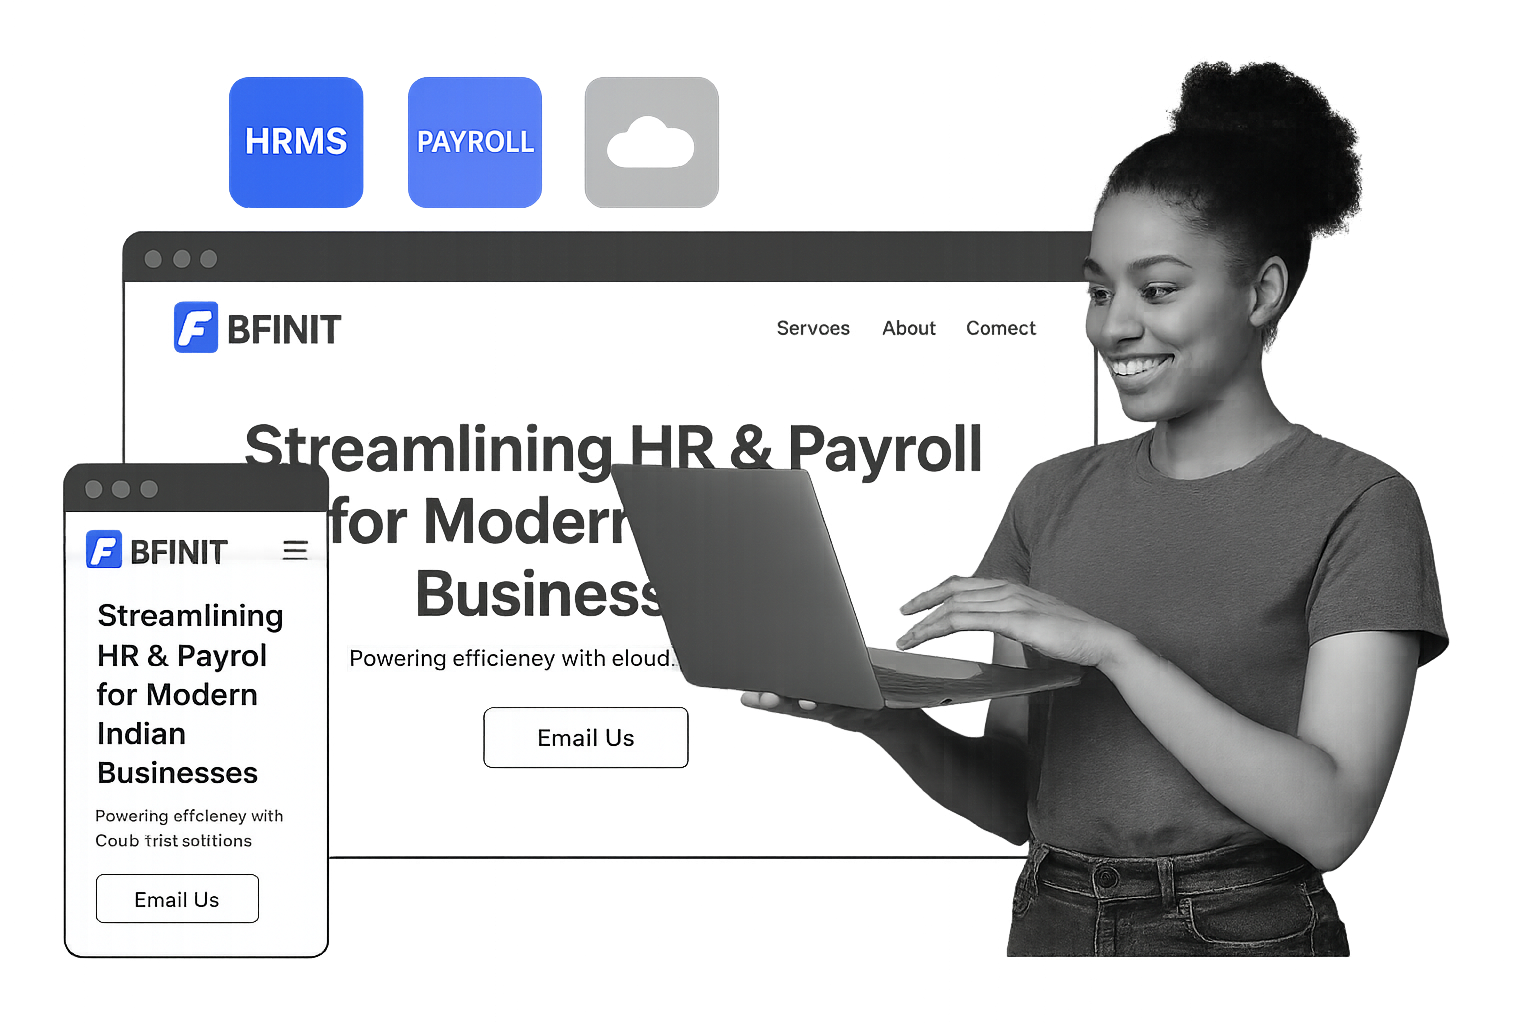 HRMS
PAYROLL
BFINIT
Servoes About Comect
Streamlining HR & Payroll
for Modern
Business
Powering efficieney with eloud.
Email Us
BFINIT
Streamlining
HR & Payrol
for Modern
Indian
Businesses
Powering effcleney with
Coub trist sotitions
Email Us